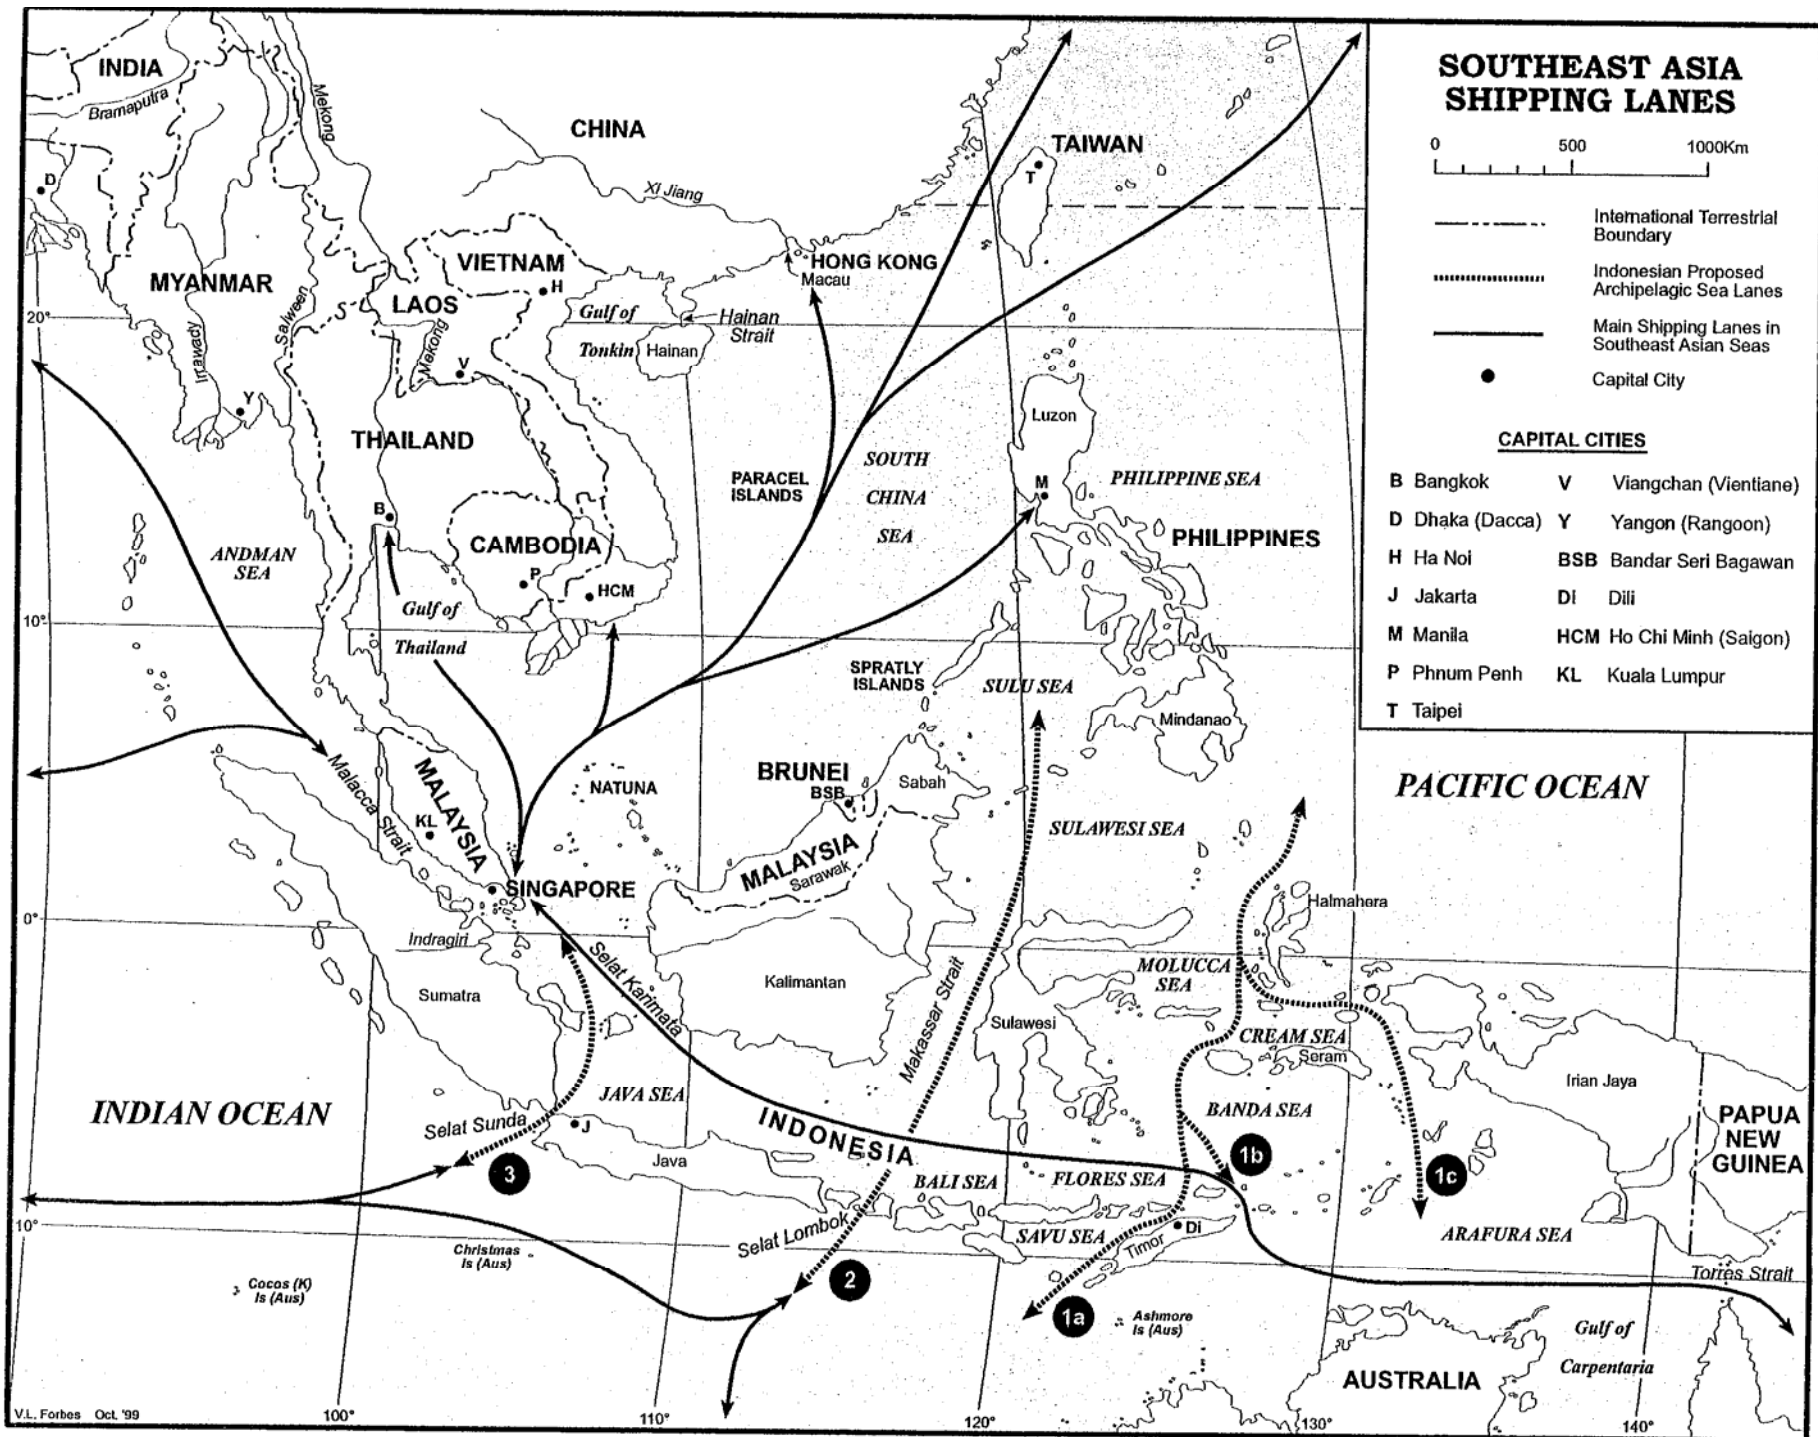 SOUTHEAST ASIA
SHIPPING LANES
0 500 1000Km
International Terrestrial
Boundary
Indonesian Proposed
Archipelagic Sea Lanes
Main Shipping Lanes in
Southeast Asian Seas
Capital City
CAPITAL CITIES
B Bangkok V Viangchan (Vientiane)
D Dhaka (Dacca) Y Yangon (Rangoon)
H Ha Noi BSB Bandar Seri Bagawan
J Jakarta Di Dili
M Manila HCM Ho Chi Minh (Saigon)
P Phnum Penh KL Kuala Lumpur
T Taipei
INDIA
Bramaputra
Mekong
CHINA
TAIWAN
T
D
Xi Jiang
MYANMAR
VIETNAM
H
HONG KONG
Macau
LAOS
Salween
Irrawady
Mekong
20°
Gulf of
Tonkin
Hainan
Hainan
Strait
V
Y
THAILAND
Luzon
PARACEL
ISLANDS
SOUTH
CHINA
SEA
M
PHILIPPINE SEA
PHILIPPINES
B
CAMBODIA
P
HCM
ANDMAN
SEA
10°
Gulf of
Thailand
SPRATLY
ISLANDS
SULU SEA
Mindanao
Malacca Strait
MALAYSIA
KL
NATUNA
BRUNEI
BSB
Sabah
MALAYSIA
Sarawak
SULAWESI SEA
PACIFIC OCEAN
SINGAPORE
0°
Indragiri
Sumatra
Selat Karimata
Kalimantan
Makassar Strait
Sulawesi
MOLUCCA
SEA
Halmahera
CREAM SEA
Seram
Irian Jaya
PAPUA
NEW
GUINEA
INDIAN OCEAN
Selat Sunda
J
JAVA SEA
Java
INDONESIA
BANDA SEA
3
1b
1c
BALI SEA
FLORES SEA
SAVU SEA
Di
Timor
ARAFURA SEA
Torres Strait
10°
Selat Lombok
2
1a
Christmas
Is (Aus)
Cocos (K)
Is (Aus)
Ashmore
Is (Aus)
Gulf of
Carpentaria
AUSTRALIA
V.L. Forbes Oct, '99
100° 110° 120° 130° 140°